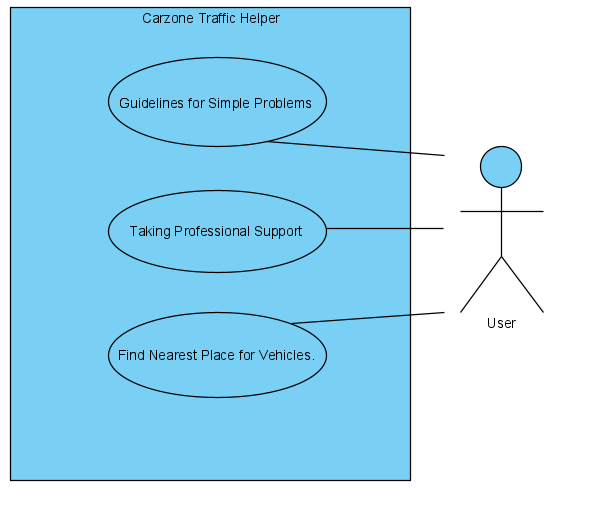 Carzone Traffic Helper
Guidelines for Simple Problems
Taking Professional Support
User
Find Nearest Place for Vehicles.